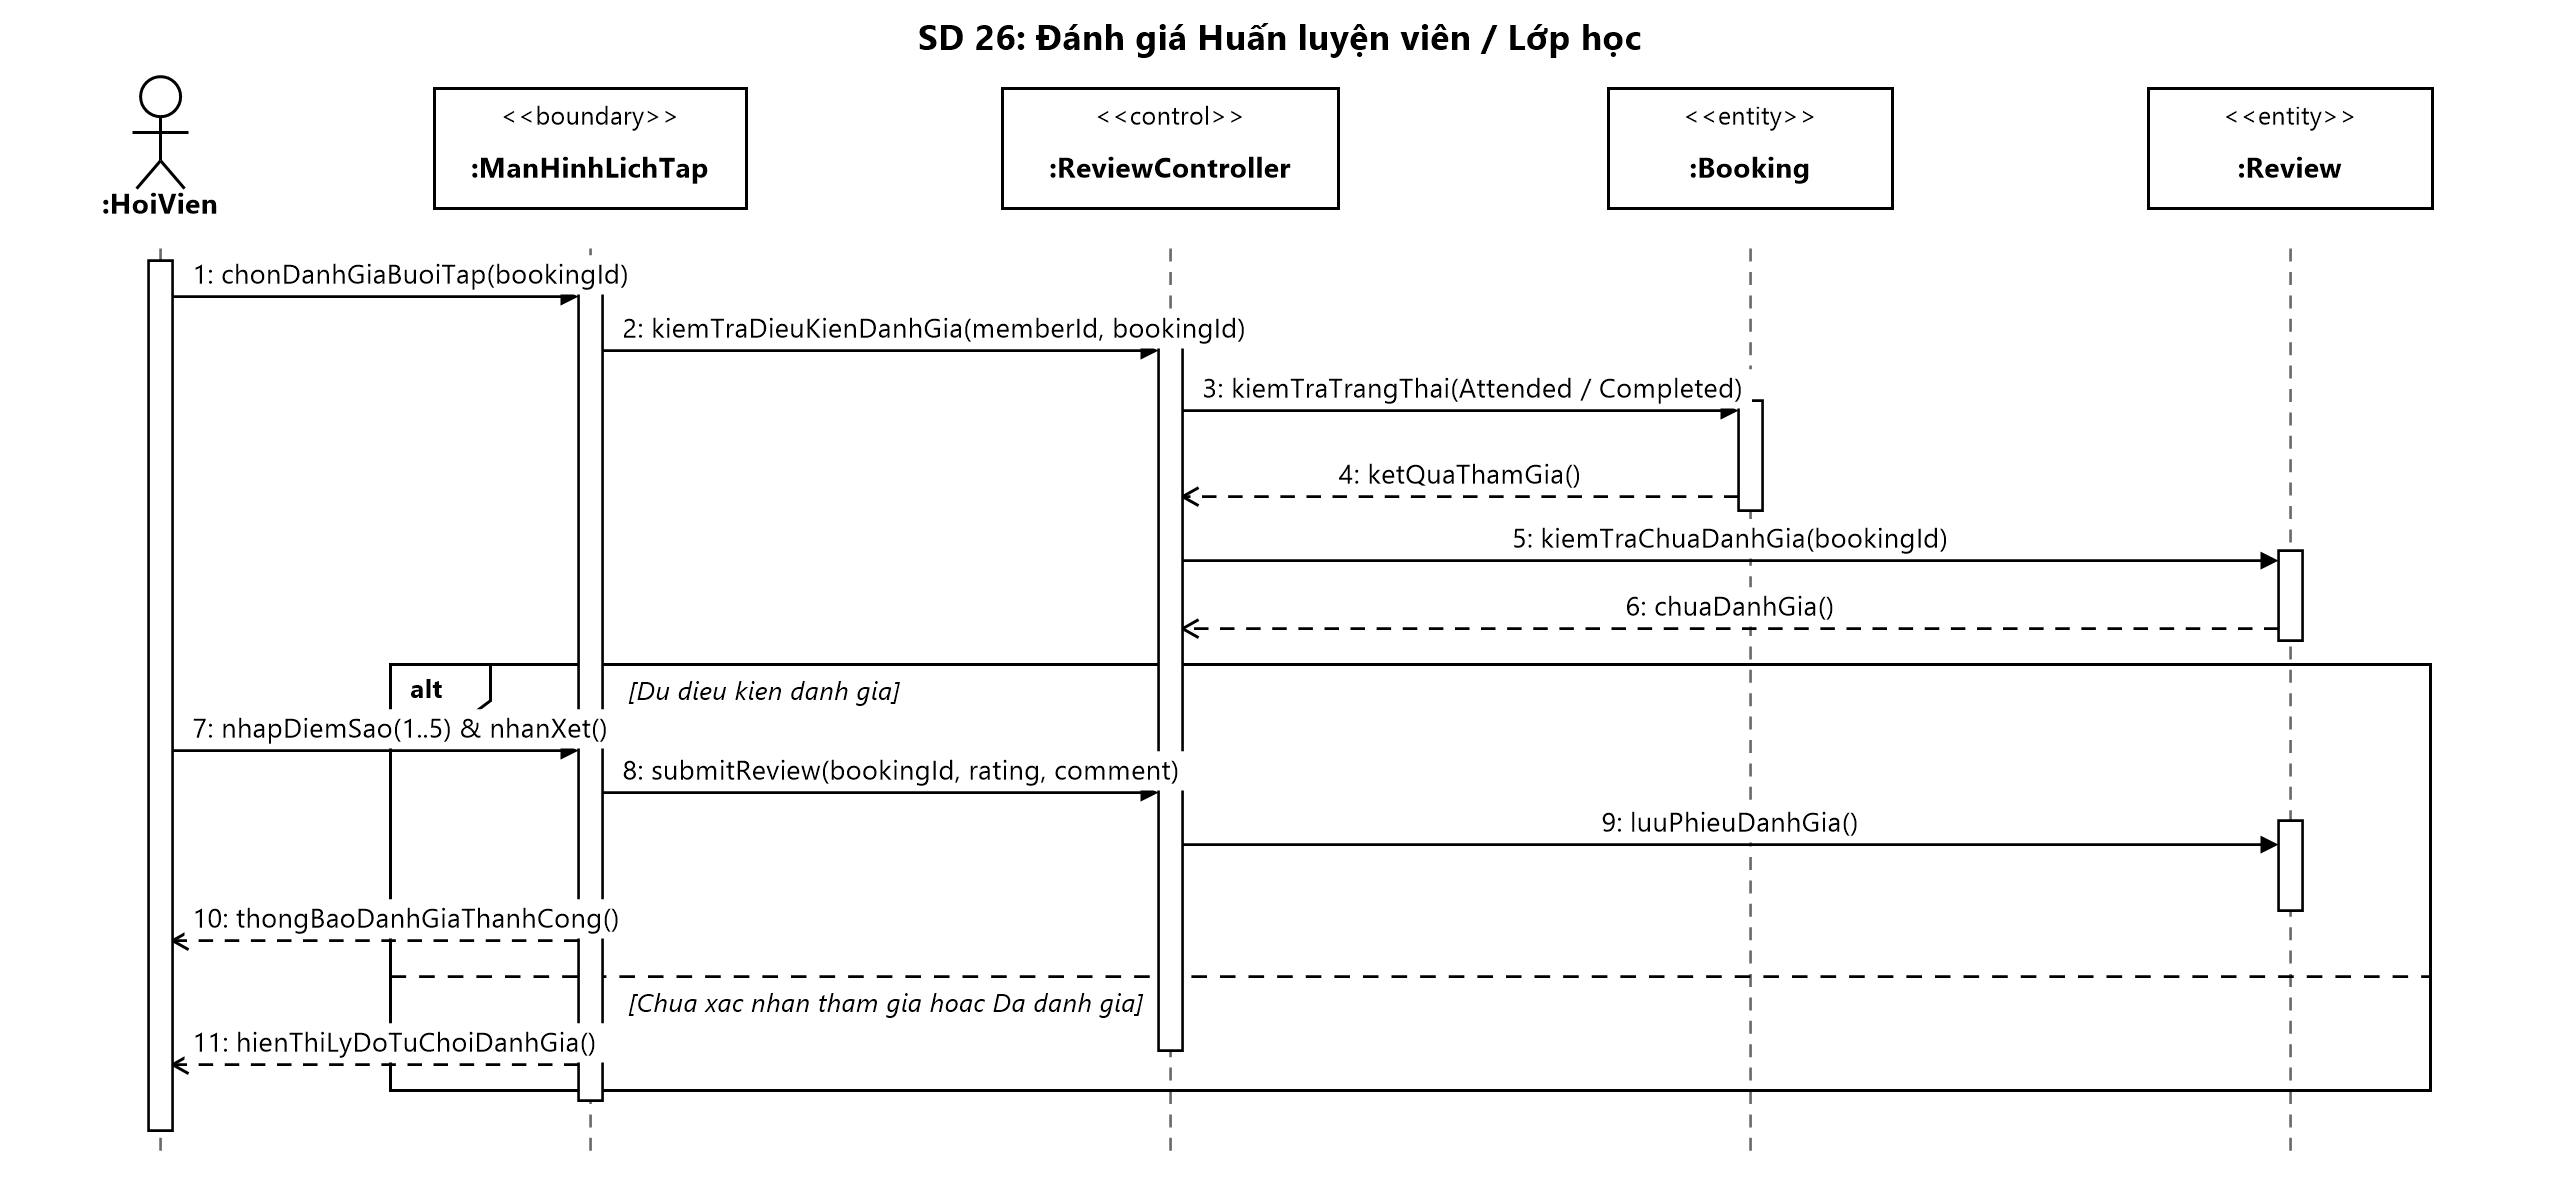 SD 26: Đánh giá Huấn luyện viên / Lớp học
:HoiVien
<<boundary>>
:ManHinhLichTap
<<control>>
:ReviewController
<<entity>>
:Booking
<<entity>>
:Review
1: chonDanhGiaBuoiTap(bookingId)
2: kiemTraDieuKienDanhGia(memberId, bookingId)
3: kiemTraTrangThai(Attended / Completed)
4: ketQuaThamGia()
5: kiemTraChuaDanhGia(bookingId)
6: chuaDanhGia()
alt
[Du dieu kien danh gia]
7: nhapDiemSao(1..5) & nhanXet()
8: submitReview(bookingId, rating, comment)
9: luuPhieuDanhGia()
10: thongBaoDanhGiaThanhCong()
[Chua xac nhan tham gia hoac Da danh gia]
11: hienThiLyDoTuChoiDanhGia()